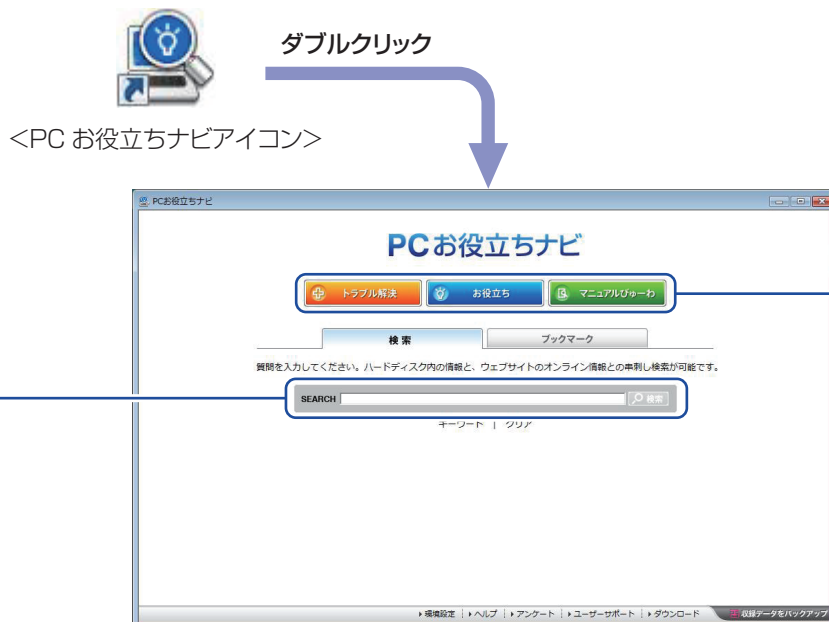 ダブルクリック
＜PC お役立ちナビアイコン＞
PCお役立ちナビ
PCお役立ちナビ
トラブル解決 お役立ち マニュアルびゅーわ
検索 ブックマーク
質問を入力してください。ハードディスク内の情報と、ウェブサイトのオンライン情報との串刺し検索が可能です。
SEARCH 検索
キーワード | クリア
環境設定 ヘルプ アンケート ユーザーサポート ダウンロード 収録データをバックアップ